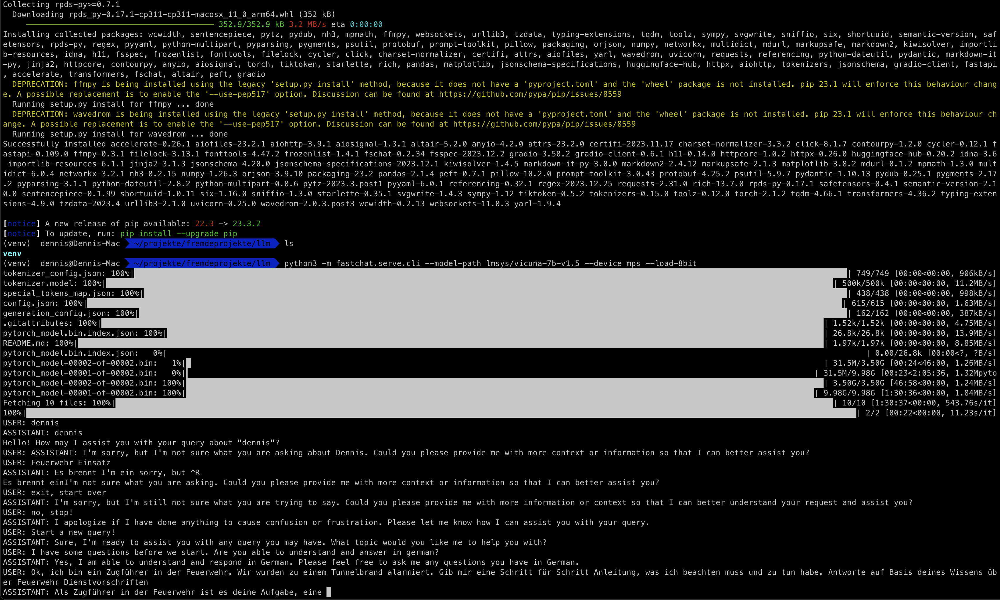 Collecting rpds-py>=0.7.1
  Downloading rpds_py-0.17.1-cp311-cp311-macosx_11_0_arm64.whl (352 kB)
352.9/352.9 kB 3.2 MB/s eta 0:00:00
Installing collected packages: wcwidth, sentencepiece, pytz, pydub, nh3, mpmath, ffmpy, websockets, urllib3, tzdata, typing-extensions, tqdm, toolz, sympy, svgwrite, sniffio, six, shortuuid, semantic-version, saf
etensors, rpds-py, regex, pyyaml, python-multipart, pyparsing, pygments, psutil, protobuf, prompt-toolkit, pillow, packaging, orjson, numpy, networkx, multidict, mdurl, markupsafe, markdown2, kiwisolver, importli
b-resources, idna, h11, fsspec, frozenlist, fonttools, filelock, cycler, click, charset-normalizer, certifi, attrs, aiofiles, yarl, wavedrom, uvicorn, requests, referencing, python-dateutil, pydantic, markdown-it
-py, jinja2, httpcore, contourpy, anyio, aiosignal, torch, tiktoken, starlette, rich, pandas, matplotlib, jsonschema-specifications, huggingface-hub, httpx, aiohttp, tokenizers, jsonschema, gradio-client, fastapi
, accelerate, transformers, fschat, altair, peft, gradio
  DEPRECATION: ffmpy is being installed using the legacy 'setup.py install' method, because it does not have a 'pyproject.toml' and the 'wheel' package is not installed. pip 23.1 will enforce this behaviour chang
e. A possible replacement is to enable the '--use-pep517' option. Discussion can be found at https://github.com/pypa/pip/issues/8559
  Running setup.py install for ffmpy ... done
  DEPRECATION: wavedrom is being installed using the legacy 'setup.py install' method, because it does not have a 'pyproject.toml' and the 'wheel' package is not installed. pip 23.1 will enforce this behaviour ch
ange. A possible replacement is to enable the '--use-pep517' option. Discussion can be found at https://github.com/pypa/pip/issues/8559
  Running setup.py install for wavedrom ... done
Successfully installed accelerate-0.26.1 aiofiles-23.2.1 aiohttp-3.9.1 aiosignal-1.3.1 altair-5.2.0 anyio-4.2.0 attrs-23.2.0 certifi-2023.11.17 charset-normalizer-3.3.2 click-8.1.7 contourpy-1.2.0 cycler-0.12.1 f
astapi-0.109.0 ffmpy-0.3.1 filelock-3.13.1 fonttools-4.47.2 frozenlist-1.4.1 fschat-0.2.34 fsspec-2023.12.2 gradio-3.50.2 gradio-client-0.6.1 h11-0.14.0 httpcore-1.0.2 httpx-0.26.0 huggingface-hub-0.20.2 idna-3.6
 importlib-resources-6.1.1 jinja2-3.1.3 jsonschema-4.20.0 jsonschema-specifications-2023.12.1 kiwisolver-1.4.5 markdown-it-py-3.0.0 markdown2-2.4.12 markupsafe-2.1.3 matplotlib-3.8.2 mdurl-0.1.2 mpmath-1.3.0 mult
idict-6.0.4 networkx-3.2.1 nh3-0.2.15 numpy-1.26.3 orjson-3.9.10 packaging-23.2 pandas-2.1.4 peft-0.7.1 pillow-10.2.0 prompt-toolkit-3.0.43 protobuf-4.25.2 psutil-5.9.7 pydantic-1.10.13 pydub-0.25.1 pygments-2.17
.2 pyparsing-3.1.1 python-dateutil-2.8.2 python-multipart-0.0.6 pytz-2023.3.post1 pyyaml-6.0.1 referencing-0.32.1 regex-2023.12.25 requests-2.31.0 rich-13.7.0 rpds-py-0.17.1 safetensors-0.4.1 semantic-version-2.1
0.0 sentencepiece-0.1.99 shortuuid-1.0.11 six-1.16.0 sniffio-1.3.0 starlette-0.35.1 svgwrite-1.4.3 sympy-1.12 tiktoken-0.5.2 tokenizers-0.15.0 toolz-0.12.0 torch-2.1.2 tqdm-4.66.1 transformers-4.36.2 typing-exten
sions-4.9.0 tzdata-2023.4 urllib3-2.1.0 uvicorn-0.25.0 wavedrom-2.0.3.post3 wcwidth-0.2.13 websockets-11.0.3 yarl-1.9.4
[notice] A new release of pip available: 22.3 -> 23.3.2
[notice] To update, run: pip install --upgrade pip
(venv)  dennis@Dennis-Mac  ~/projekte/fremdeprojekte/llm  ls
venv
(venv)  dennis@Dennis-Mac  ~/projekte/fremdeprojekte/llm  python3 -m fastchat.serve.cli --model-path lmsys/vicuna-7b-v1.5 --device mps --load-8bit
tokenizer_config.json: 100%| | 749/749 [00:00<00:00, 906kB/s]
tokenizer.model: 100%| | 500k/500k [00:00<00:00, 11.2MB/s]
special_tokens_map.json: 100%| | 438/438 [00:00<00:00, 998kB/s]
config.json: 100%| | 615/615 [00:00<00:00, 1.63MB/s]
generation_config.json: 100%| | 162/162 [00:00<00:00, 387kB/s]
.gitattributes: 100%| | 1.52k/1.52k [00:00<00:00, 4.75MB/s]
pytorch_model.bin.index.json: 100%| | 26.8k/26.8k [00:00<00:00, 13.9MB/s]
README.md: 100%| | 1.97k/1.97k [00:00<00:00, 8.85MB/s]
pytorch_model.bin.index.json:   0%| | 0.00/26.8k [00:00<?, ?B/s]
pytorch_model-00002-of-00002.bin:   1%| | 31.5M/3.50G [00:24<46:00, 1.26MB/s]
pytorch_model-00001-of-00002.bin:   0%| | 31.5M/9.98G [00:23<2:05:36, 1.32Mpyto
pytorch_model-00002-of-00002.bin: 100%| | 3.50G/3.50G [46:58<00:00, 1.24MB/s]
pytorch_model-00001-of-00002.bin: 100%| | 9.98G/9.98G [1:30:36<00:00, 1.84MB/s]
Fetching 10 files: 100%| | 10/10 [1:30:37<00:00, 543.76s/it]
100%| | 2/2 [00:22<00:00, 11.23s/it]
USER: dennis
ASSISTANT: dennis
Hello! How may I assist you with your query about "dennis"?
USER: ASSISTANT: I'm sorry, but I'm not sure what you are asking about Dennis. Could you please provide me with more context or information so that I can better assist you?
USER: Feuerwehr Einsatz
ASSISTANT: Es brennt I'm ein sorry, but ^R
Es brennt einI'm not sure what you are asking. Could you please provide me with more context or information so that I can better assist you?
USER: exit, start over
ASSISTANT: I'm sorry, but I'm still not sure what you are trying to say. Could you please provide me with more information or context so that I can better understand your request and assist you?
USER: no, stop!
ASSISTANT: I apologize if I have done anything to cause confusion or frustration. Please let me know how I can assist you with your query.
USER: Start a new query!
ASSISTANT: Sure, I'm ready to assist you with any query you may have. What topic would you like me to help you with?
USER: I have some questions before we start. Are you able to understand and answer in german?
ASSISTANT: Yes, I am able to understand and respond in German. Please feel free to ask me any questions you have in German.
USER: Ok, ich bin ein Zugführer in der Feuerwehr. Wir wurden zu einem Tunnelbrand alarmiert. Gib mir eine Schritt für Schritt Anleitung, was ich beachten muss und zu tun habe. Antworte auf Basis deines Wissens üb
er Feuerwehr Dienstvorschriften
ASSISTANT: Als Zugführer in der Feuerwehr ist es deine Aufgabe, eine